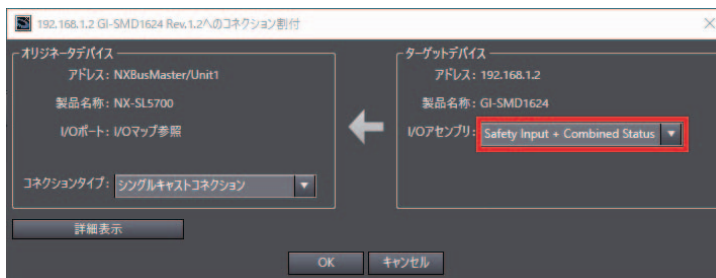 192.168.1.2 GI-SMD1624 Rev.1.2へのコネクション割付
オリジネータデバイス
アドレス: NXBusMaster/Unit1
製品名称: NX-SL5700
I/Oポート: I/Oマップ参照
コネクションタイプ: シングルキャストコネクション
ターゲットデバイス
アドレス: 192.168.1.2
製品名称: GI-SMD1624
I/Oアセンブリ: Safety Input + Combined Status
詳細表示
OK キャンセル